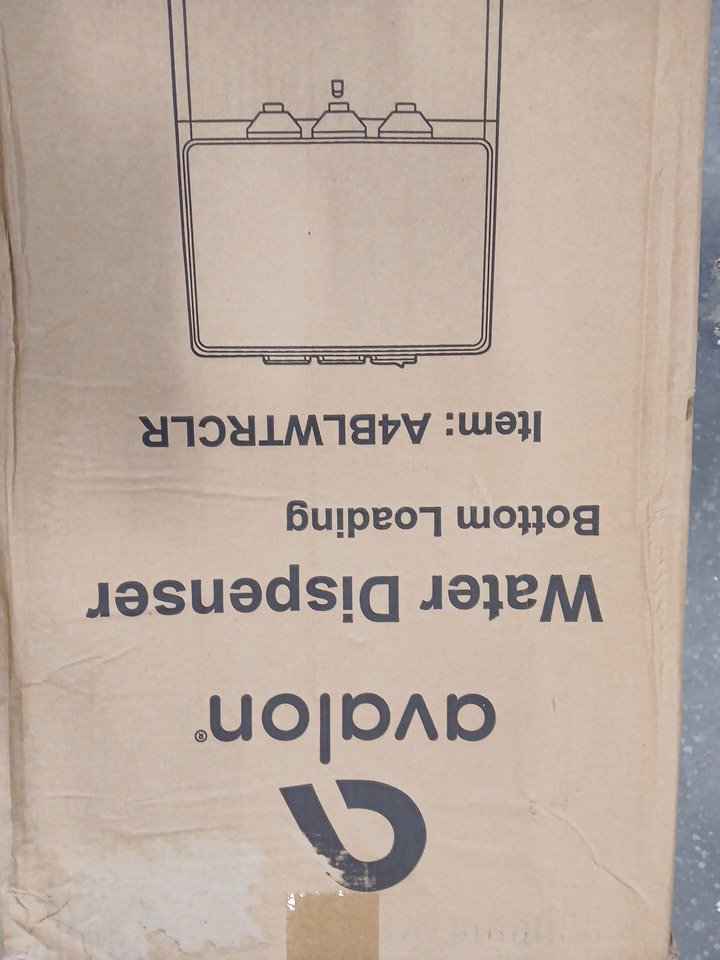 avalon®
Water Dispenser
Bottom Loading
Item: A4BLWTRCLR